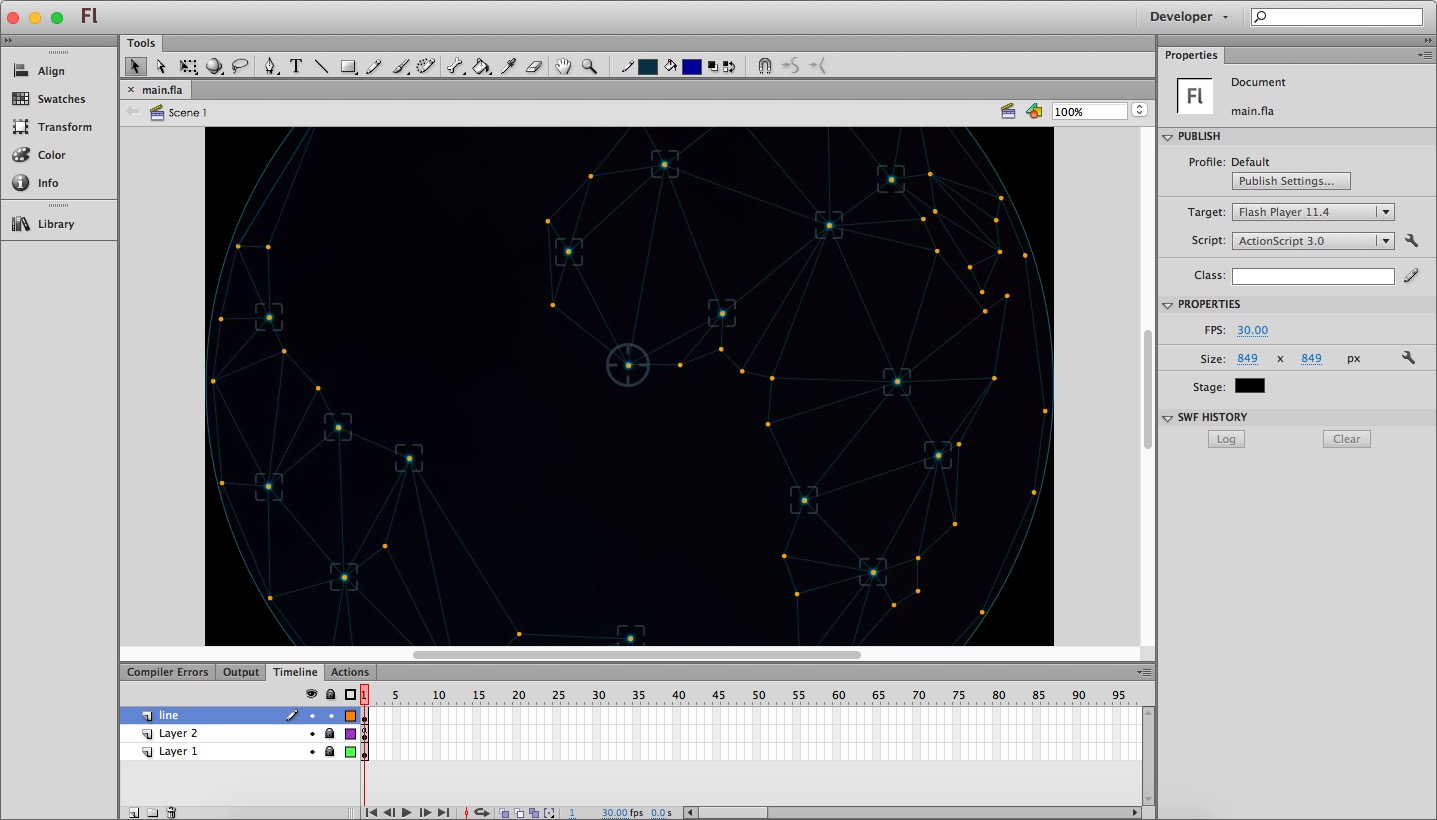 Fl
Developer
Tools
Align
Swatches
Transform
Color
Info
Library
main.fla
Scene 1
100%
Properties
Fl
Document
main.fla
PUBLISH
Profile: Default
Publish Settings...
Target: Flash Player 11.4
Script: ActionScript 3.0
Class:
PROPERTIES
FPS: 30.00
Size: 849 x 849 px
Stage:
SWF HISTORY
Log Clear
Compiler Errors Output Timeline Actions
1 5 10 15 20 25 30 35 40 45 50 55 60 65 70 75 80 85 90 95
line
Layer 2
Layer 1
1 30.00 fps 0.0 s